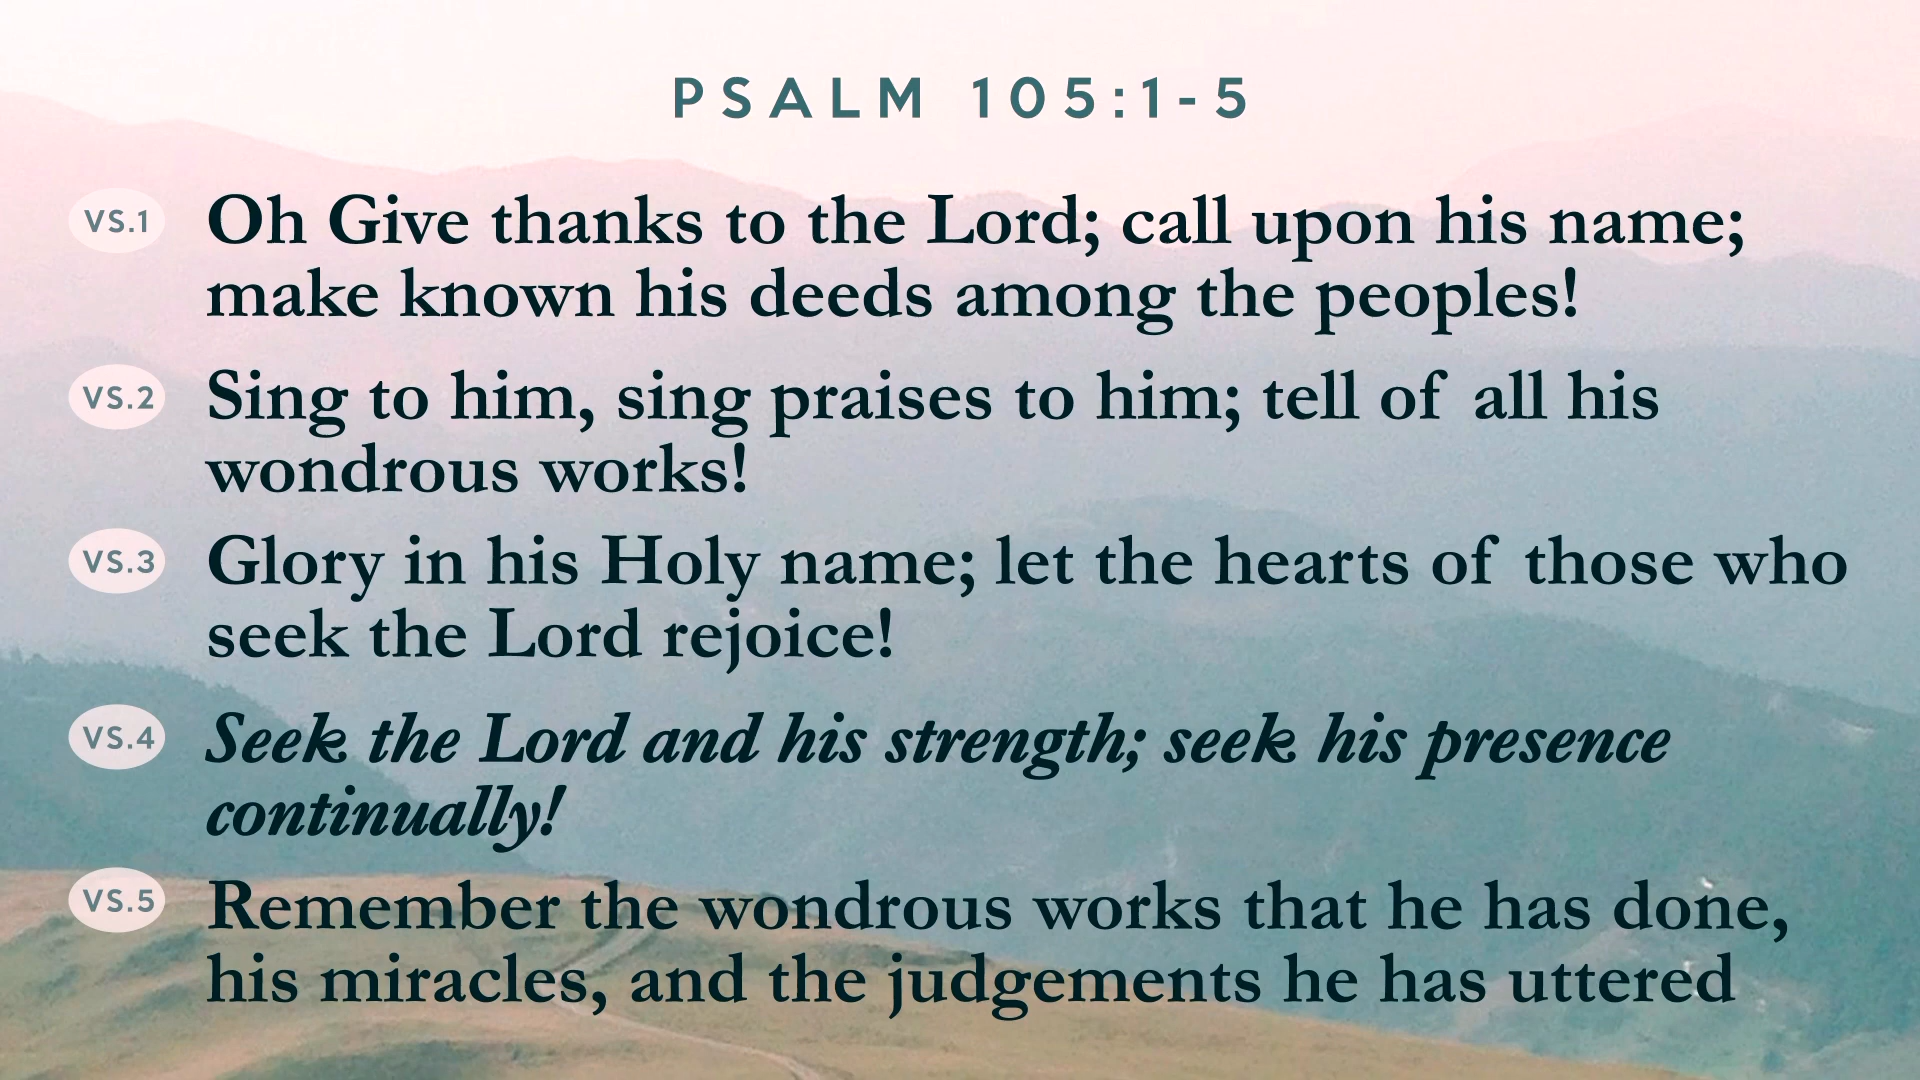 PSALM 105:1-5
VS.1 Oh Give thanks to the Lord; call upon his name;
make known his deeds among the peoples!
VS.2 Sing to him, sing praises to him; tell of all his
wondrous works!
VS.3 Glory in his Holy name; let the hearts of those who
seek the Lord rejoice!
VS.4 Seek the Lord and his strength; seek his presence
continually!
VS.5 Remember the wondrous works that he has done,
his miracles, and the judgements he has uttered